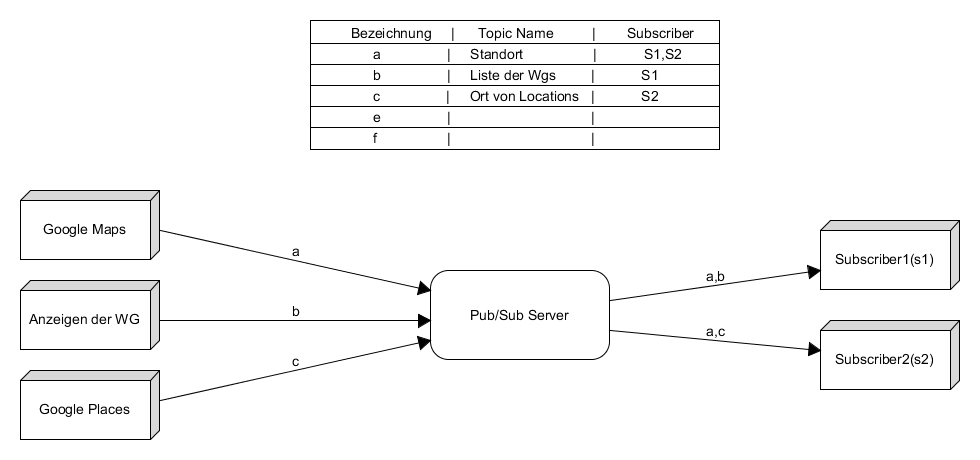 Bezeichnung | Topic Name | Subscriber
a | Standort | S1,S2
b | Liste der Wgs | S1
c | Ort von Locations | S2
e | |
f | |
Google Maps
a
Anzeigen der WG
b
Google Places
c
Pub/Sub Server
a,b
Subscriber1(s1)
a,c
Subscriber2(s2)